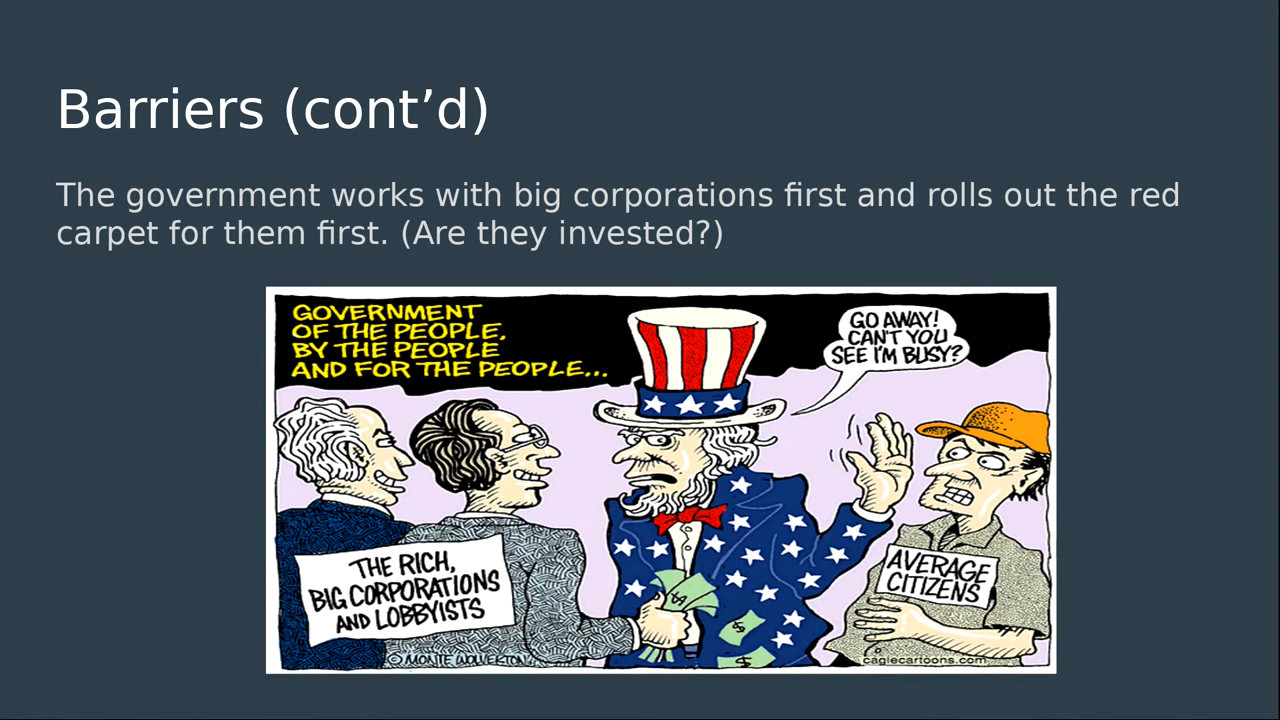 Barriers (cont’d)
The government works with big corporations first and rolls out the red
carpet for them first. (Are they invested?)
GOVERNMENT
OF THE PEOPLE,
BY THE PEOPLE
AND FOR THE PEOPLE...
GO AWAY!
CAN'T YOU
SEE I'M BUSY?
THE RICH,
BIG CORPORATIONS
AND LOBBYISTS
AVERAGE
CITIZENS
© MONTE WOLVERTON
caglecartoons.com